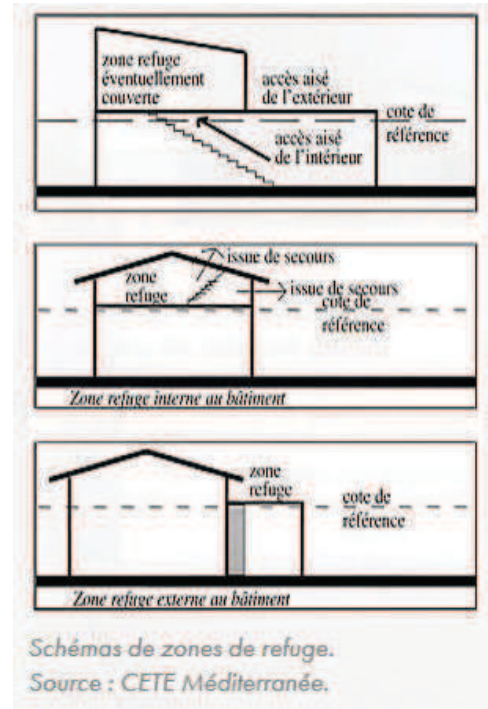 zone refuge
éventuellement
couverte
accès aisé
de l'extérieur
cote de
référence
accès aisé
de l'intérieur
issue de secours
zone
refuge
issue de secours
cote de
référence
Zone refuge interne au bâtiment
zone
refuge
cote de
référence
Zone refuge externe au bâtiment
Schémas de zones de refuge.
Source : CETE Méditerranée.